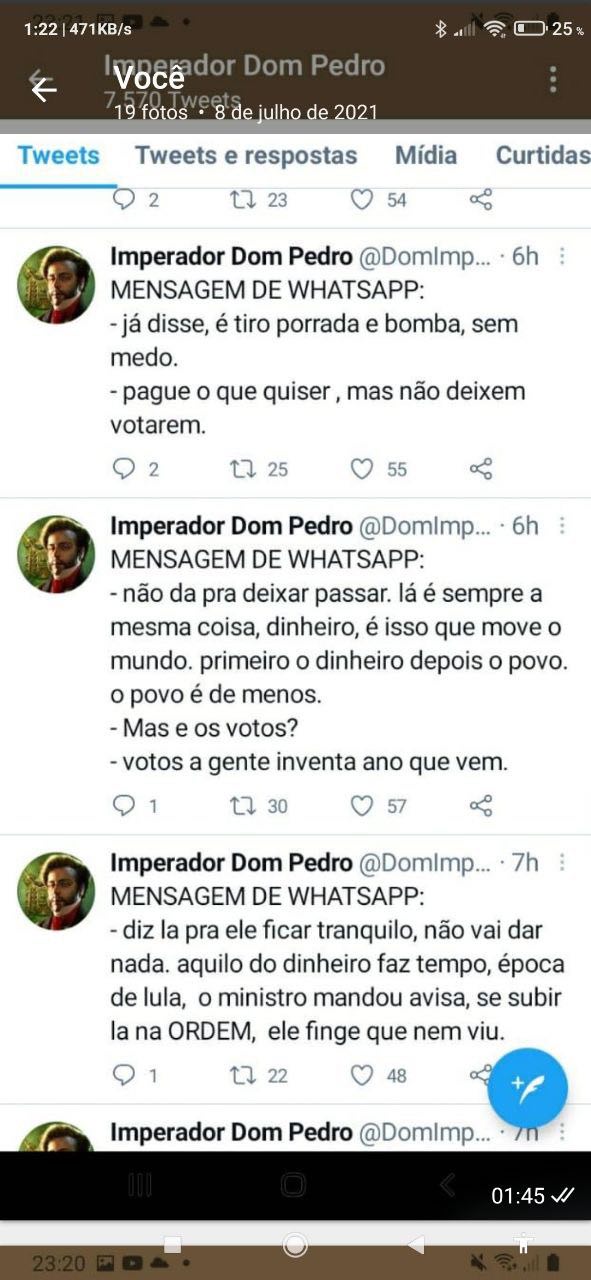 1:22 | 471KB/s
25 %
Imperador Dom Pedro
Você
7.570 Tweets
19 fotos • 8 de julho de 2021
Tweets Tweets e respostas Mídia Curtidas
2 23 54
Imperador Dom Pedro @DomImp... · 6h
MENSAGEM DE WHATSAPP:
- já disse, é tiro porrada e bomba, sem
medo.
- pague o que quiser , mas não deixem
votarem.
2 25 55
Imperador Dom Pedro @DomImp... · 6h
MENSAGEM DE WHATSAPP:
- não da pra deixar passar. lá é sempre a
mesma coisa, dinheiro, é isso que move o
mundo. primeiro o dinheiro depois o povo.
o povo é de menos.
- Mas e os votos?
- votos a gente inventa ano que vem.
1 30 57
Imperador Dom Pedro @DomImp... · 7h
MENSAGEM DE WHATSAPP:
- diz la pra ele ficar tranquilo, não vai dar
nada. aquilo do dinheiro faz tempo, época
de lula, o ministro mandou avisa, se subir
la na ORDEM, ele finge que nem viu.
1 22 48
Imperador Dom Pedro @DomImp... · 7h
01:45
23:20